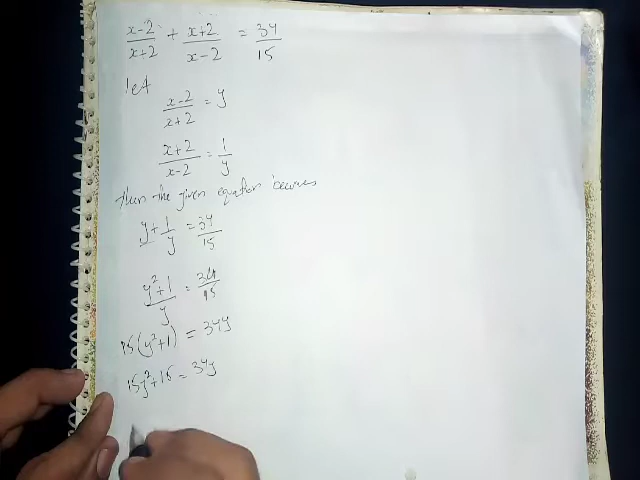 x-2/x+2 + x+2/x-2 = 34/15
let
x-2/x+2 = y
x+2/x-2 = 1/y
then the given equation becomes
y+1/y = 34/15
y²+1/y = 34/15
15(y²+1) = 34y
15y²+15 = 34y